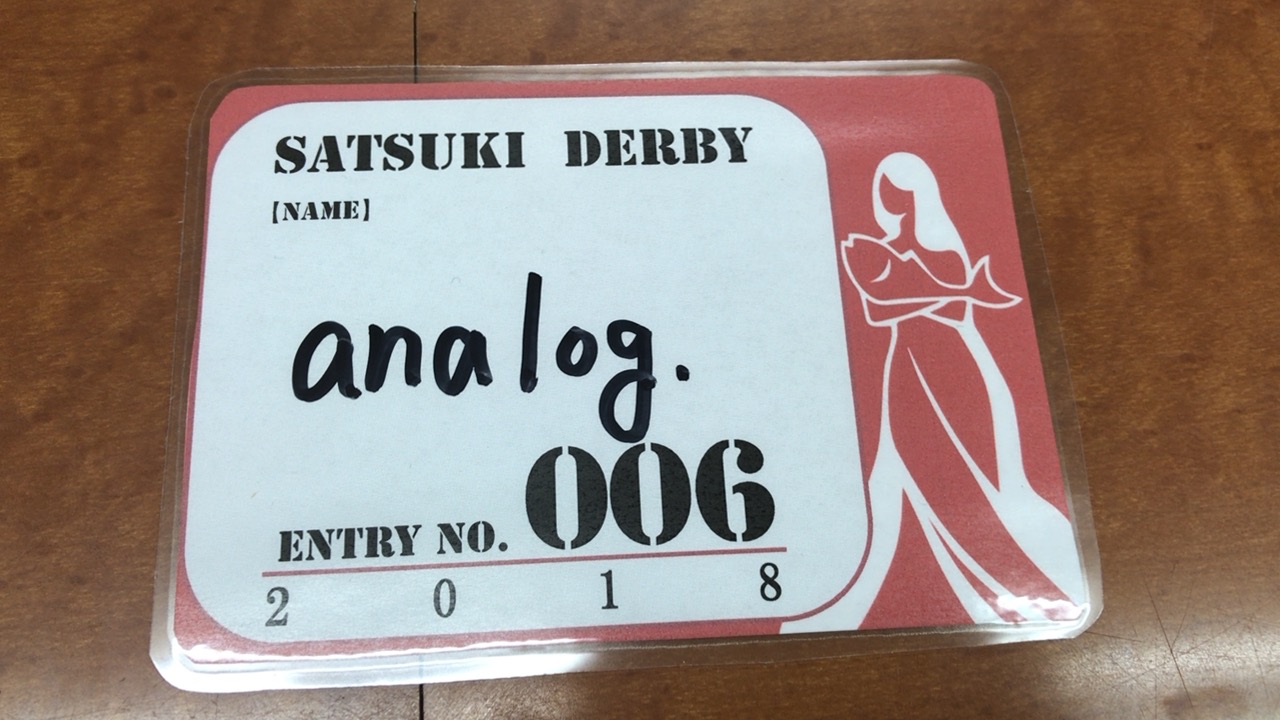 SATSUKI DERBY
[NAME]
analog.
ENTRY NO. 006
2 0 1 8